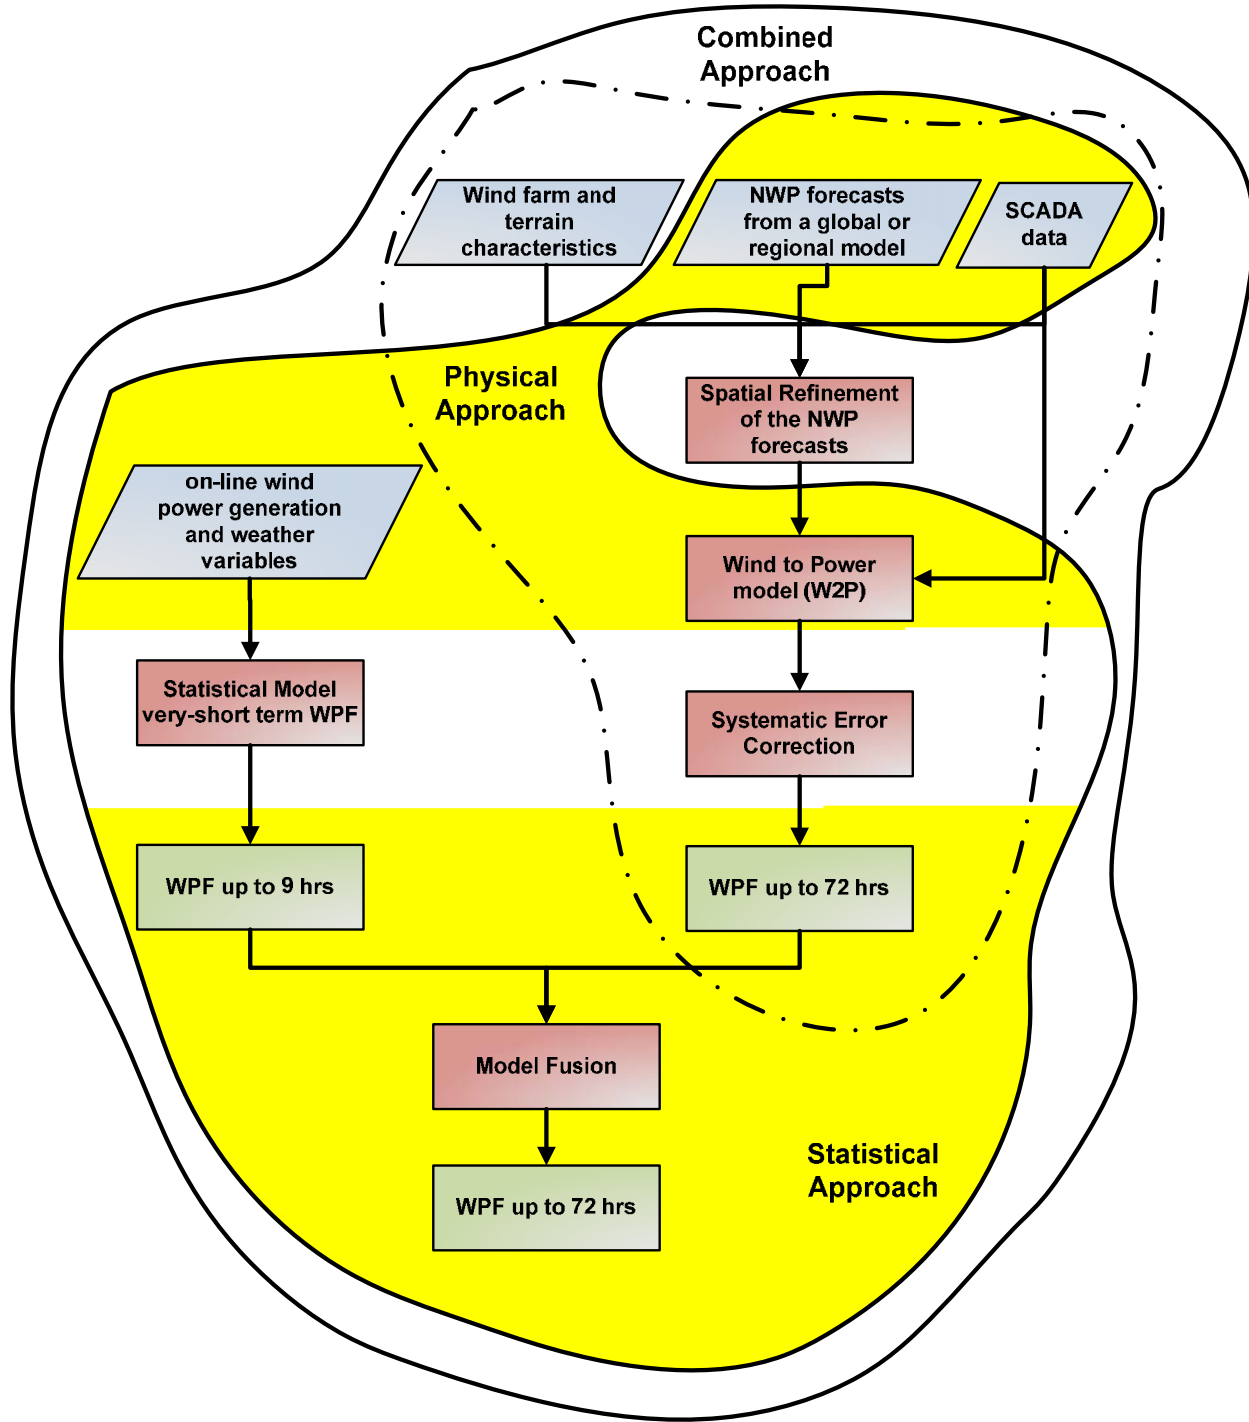 Combined
Approach
Wind farm and
terrain
characteristics
NWP forecasts
from a global or
regional model
SCADA
data
Physical
Approach
Spatial Refinement
of the NWP
forecasts
on-line wind
power generation
and weather
variables
Wind to Power
model (W2P)
Statistical Model
very-short term WPF
Systematic Error
Correction
WPF up to 9 hrs
WPF up to 72 hrs
Model Fusion
Statistical
Approach
WPF up to 72 hrs